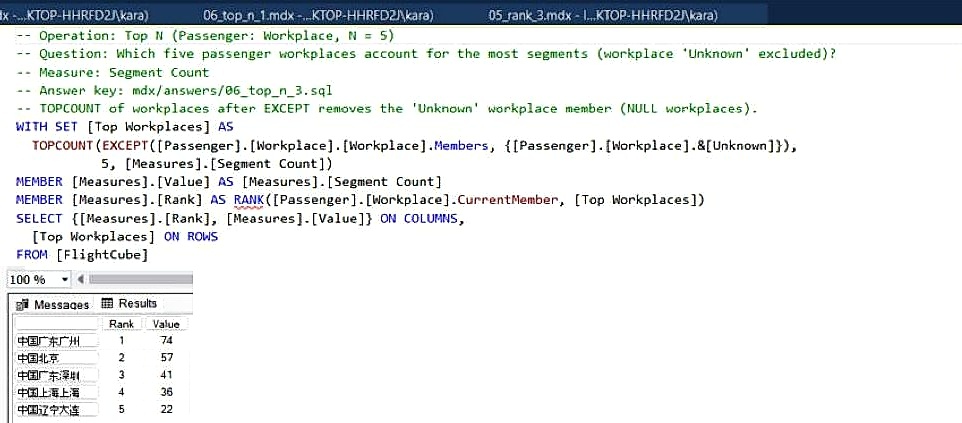 x -...KTOP-HHRFD2J\kara) 06_top_n_1.mdx -...KTOP-HHRFD2J\kara) 05_rank_3.mdx - l...KTOP-HHRFD2J\kara)
-- Operation: Top N (Passenger: Workplace, N = 5)
-- Question: Which five passenger workplaces account for the most segments (workplace 'Unknown' excluded)?
-- Measure: Segment Count
-- Answer key: mdx/answers/06_top_n_3.sql
-- TOPCOUNT of workplaces after EXCEPT removes the 'Unknown' workplace member (NULL workplaces).
WITH SET [Top Workplaces] AS
TOPCOUNT(EXCEPT([Passenger].[Workplace].[Workplace].Members, {[Passenger].[Workplace].&[Unknown]}),
5, [Measures].[Segment Count])
MEMBER [Measures].[Value] AS [Measures].[Segment Count]
MEMBER [Measures].[Rank] AS RANK([Passenger].[Workplace].CurrentMember, [Top Workplaces])
SELECT {[Measures].[Rank], [Measures].[Value]} ON COLUMNS,
[Top Workplaces] ON ROWS
FROM [FlightCube]
100 %
Messages Results
Rank Value
中国广东广州 1 74
中国北京 2 57
中国广东深圳 3 41
中国上海上海 4 36
中国辽宁大连 5 22